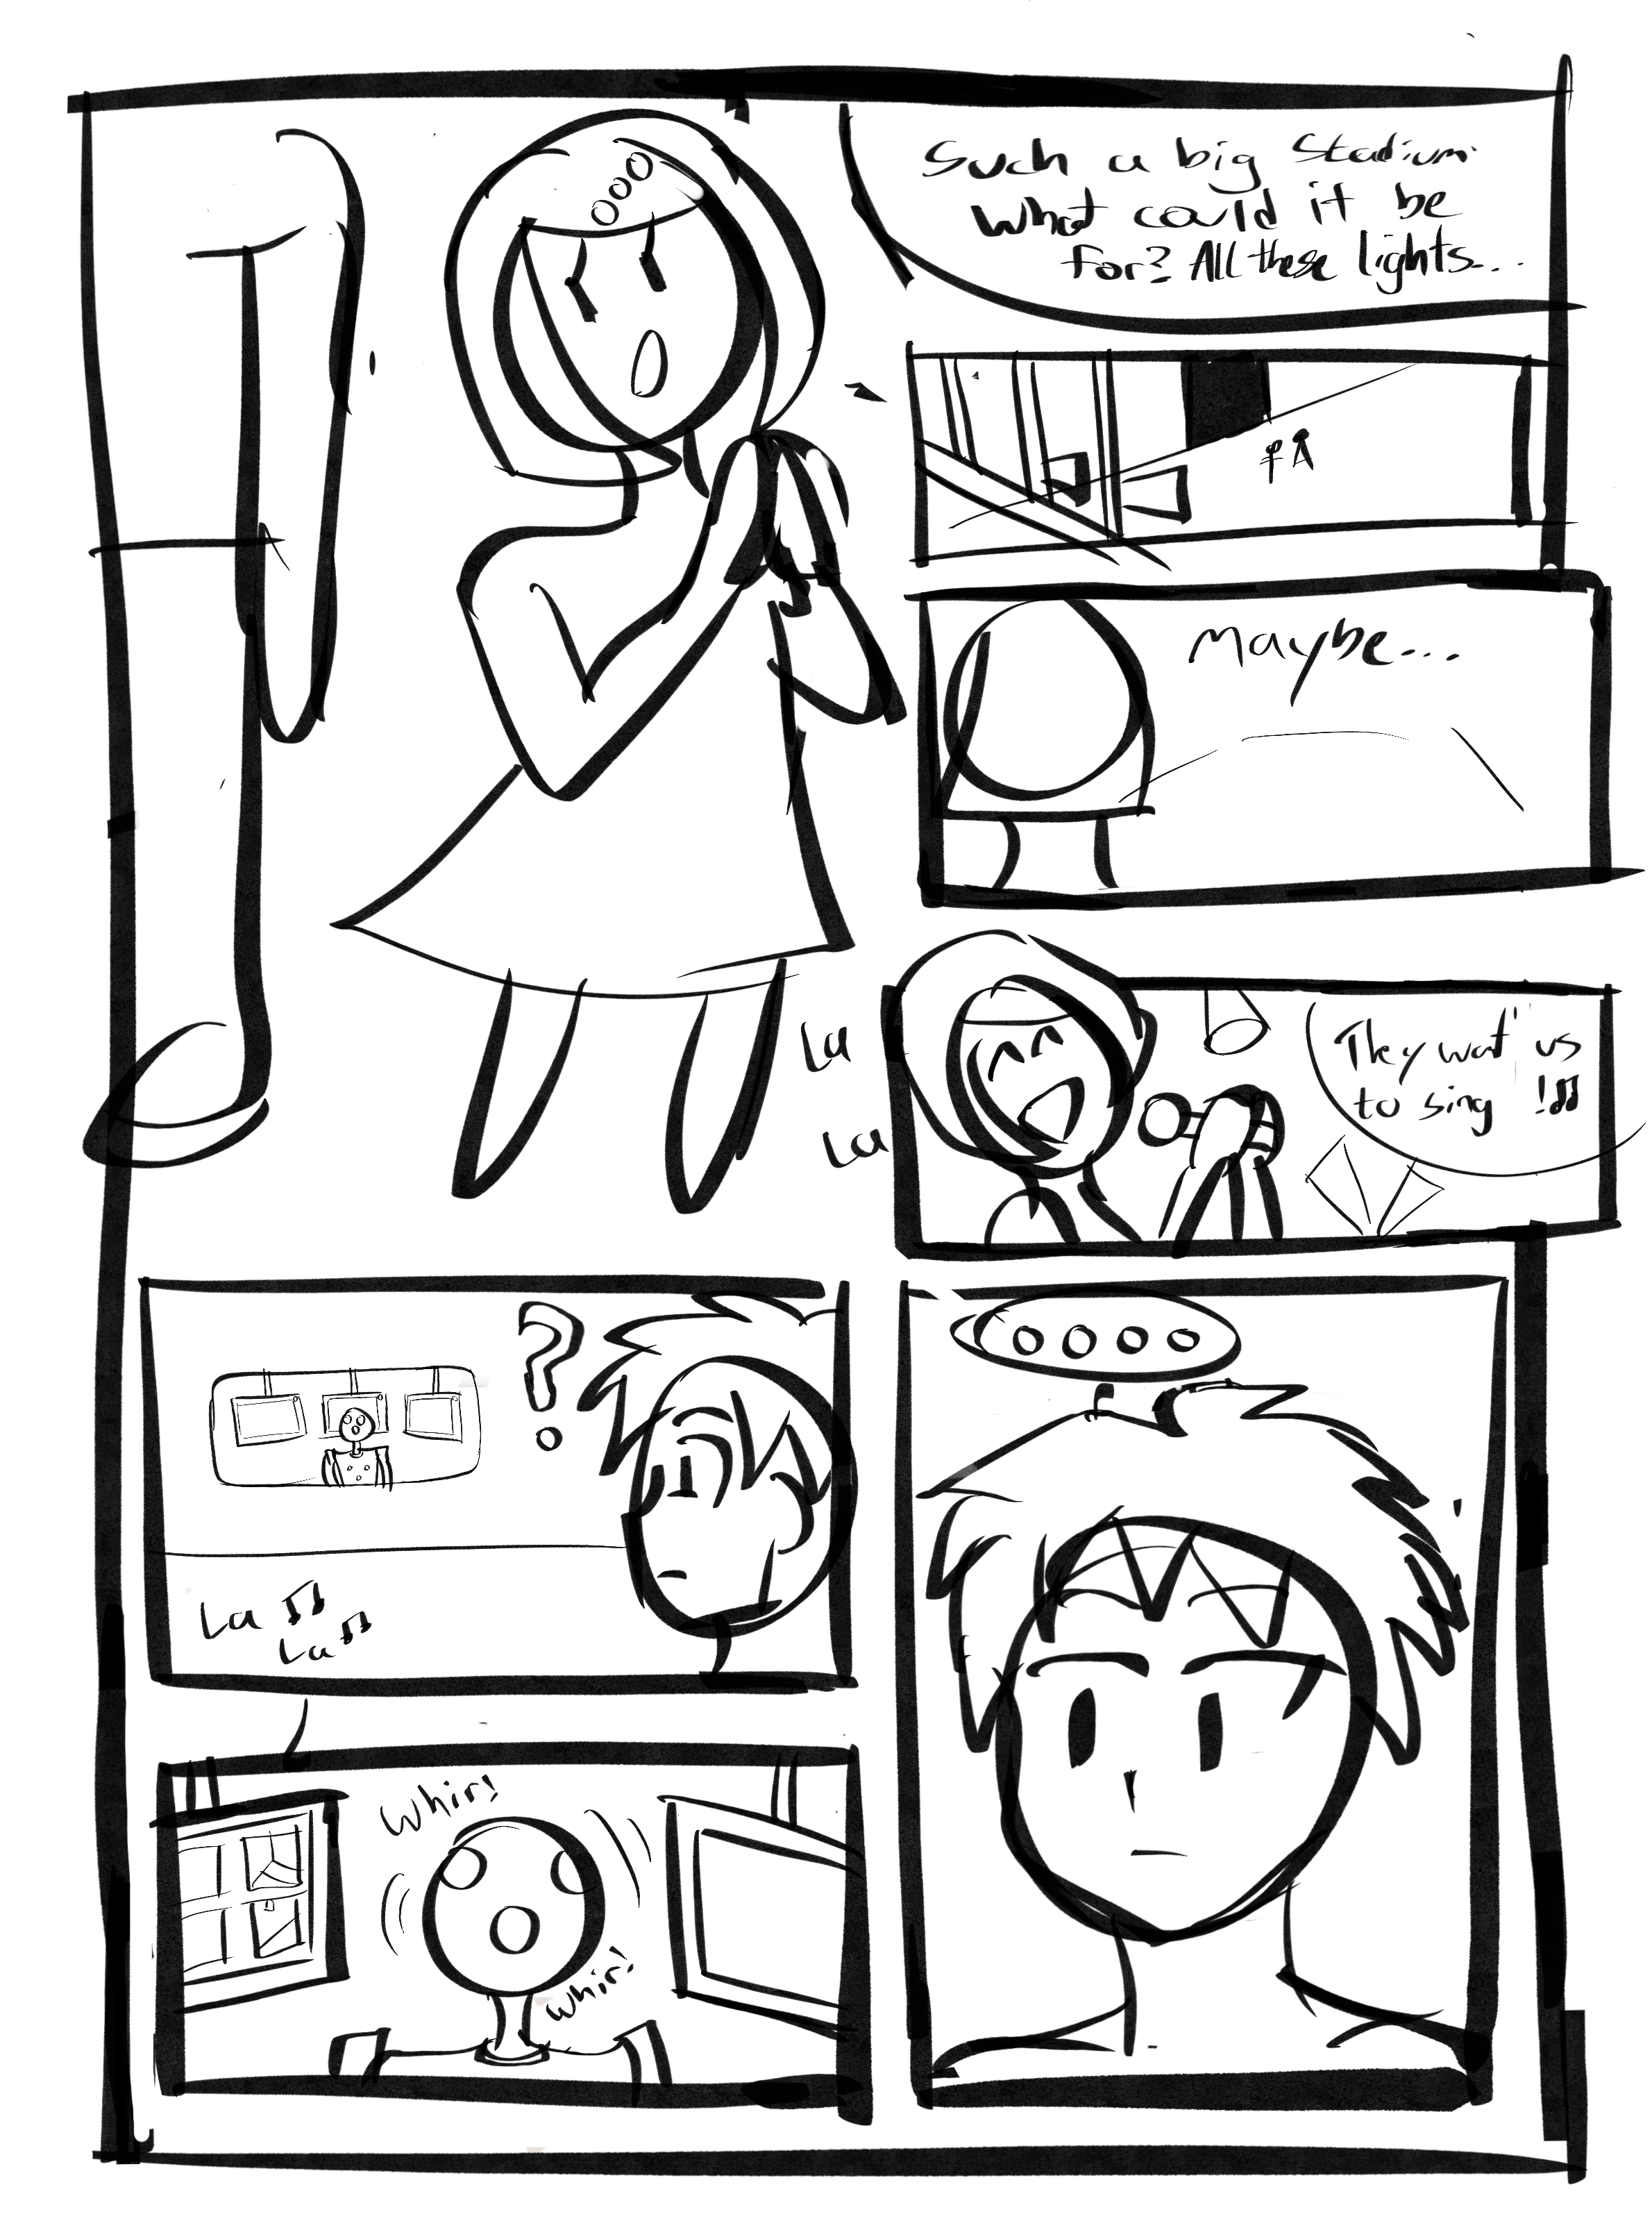 Such a big Stadium
What could it be
for? All these lights...
Maybe...
La
La
They want us
to sing !♫
?
La ♫
La ♫
Whir!
Whir!